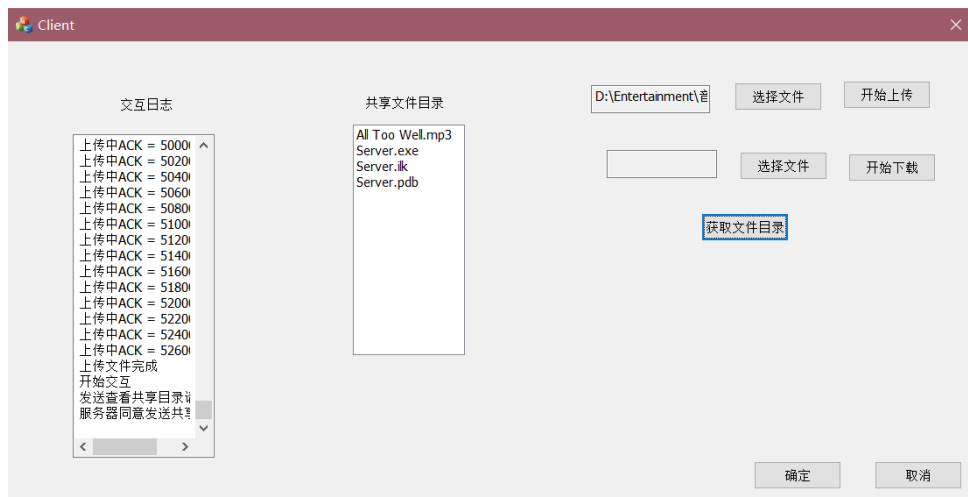 Client
交互日志
上传中ACK = 5000
上传中ACK = 5020
上传中ACK = 5040
上传中ACK = 5060
上传中ACK = 5080
上传中ACK = 5100
上传中ACK = 5120
上传中ACK = 5140
上传中ACK = 5160
上传中ACK = 5180
上传中ACK = 5200
上传中ACK = 5220
上传中ACK = 5240
上传中ACK = 5260
上传文件完成
开始交互
发送查看共享目录
服务器同意发送共
共享文件目录
All Too Well.mp3
Server.exe
Server.ilk
Server.pdb
D:\Entertainment\
选择文件
开始上传
选择文件
开始下载
获取文件目录
确定
取消